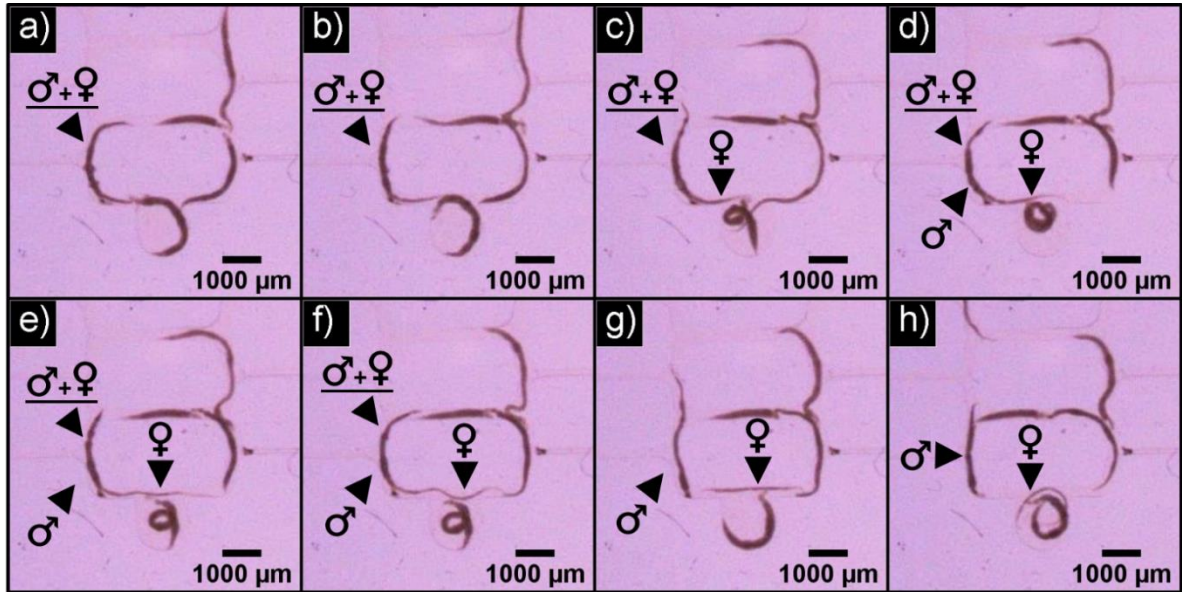 a)
♂+♀
1000 µm
b)
♂+♀
1000 µm
c)
♂+♀
♀
1000 µm
d)
♂+♀
♀
♂
1000 µm
e)
♂+♀
♀
♂
1000 µm
f)
♂+♀
♀
♂
1000 µm
g)
♀
♂
1000 µm
h)
♀
♂
1000 µm